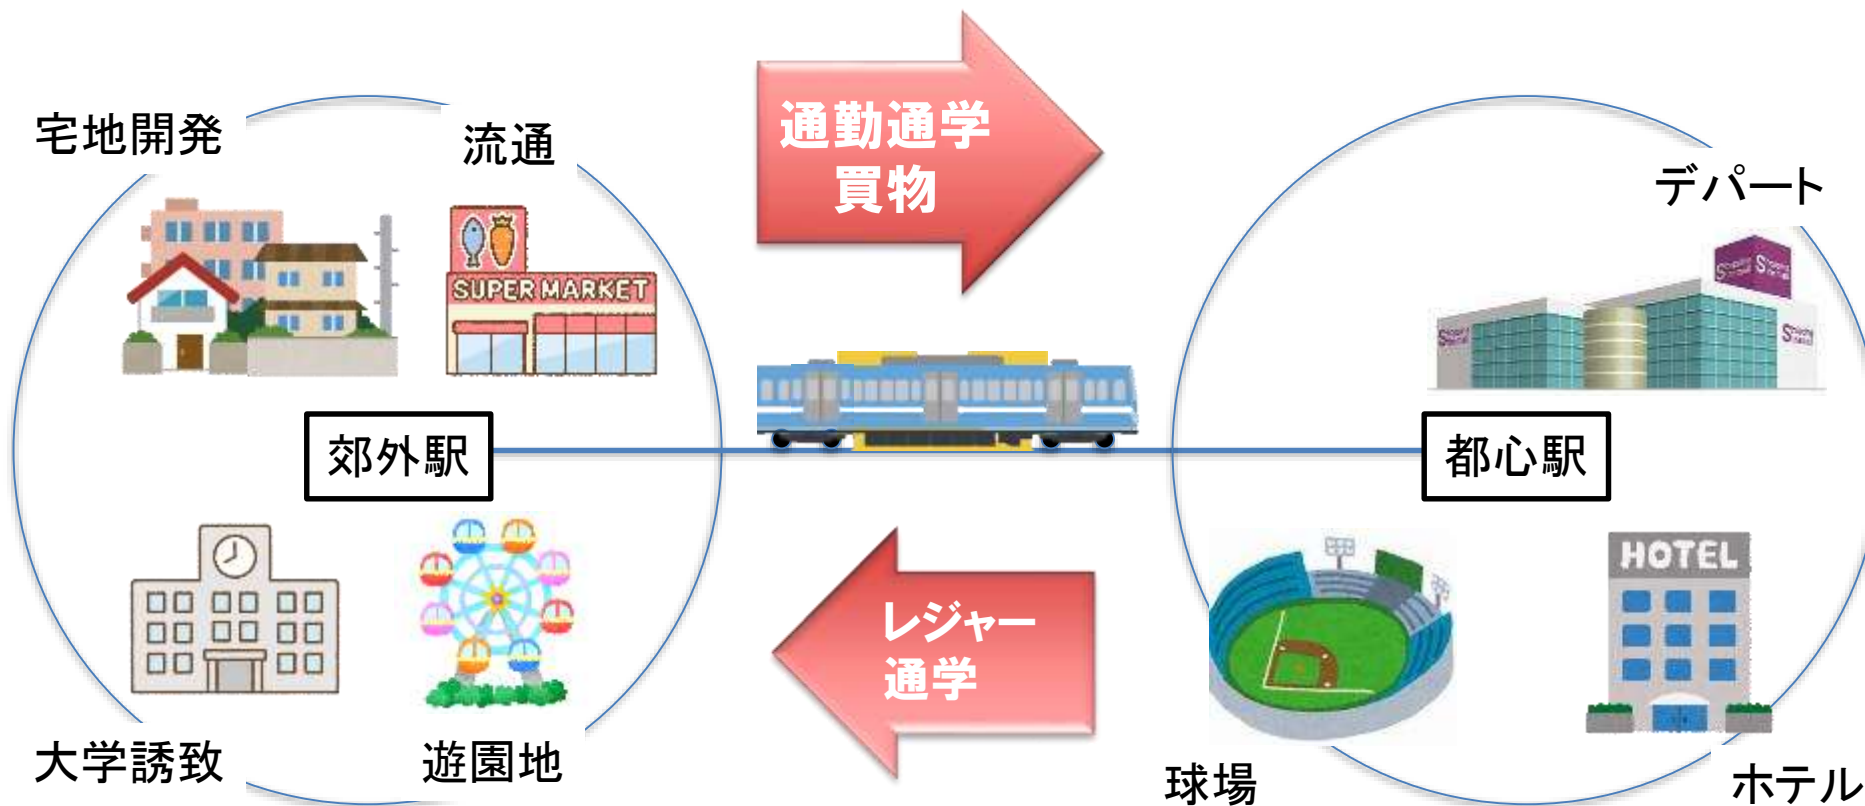 宅地開発
流通
通勤通学
買物
デパート
SUPER MARKET
郊外駅
都心駅
HOTEL
レジャー
通学
大学誘致
遊園地
球場
ホテル